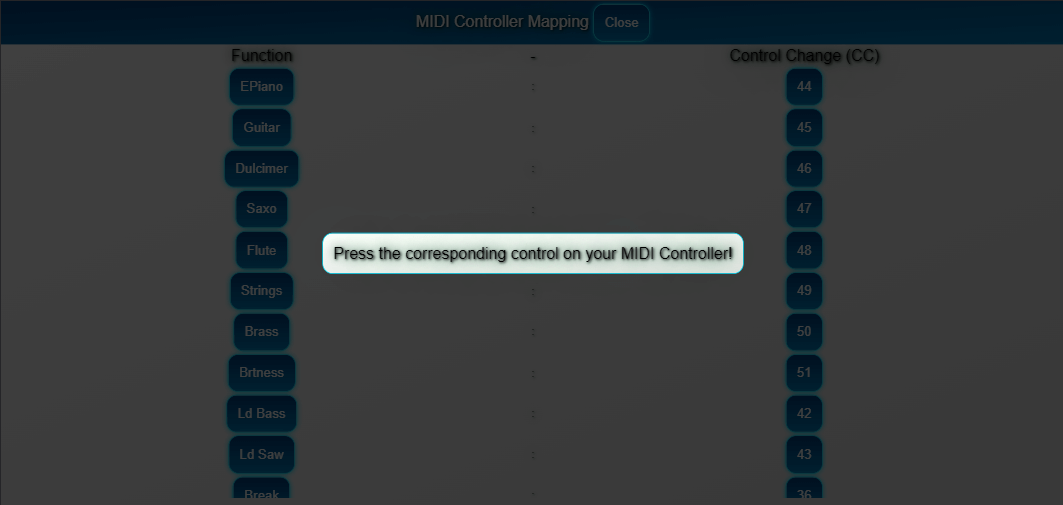 MIDI Controller Mapping Close
Function - Control Change (CC)
EPiano : 44
Guitar : 45
Dulcimer : 46
Saxo : 47
Flute 48
Press the corresponding control on your MIDI Controller!
Strings : 49
Brass : 50
Brtness : 51
Ld Bass : 42
Ld Saw : 43
Break : 36